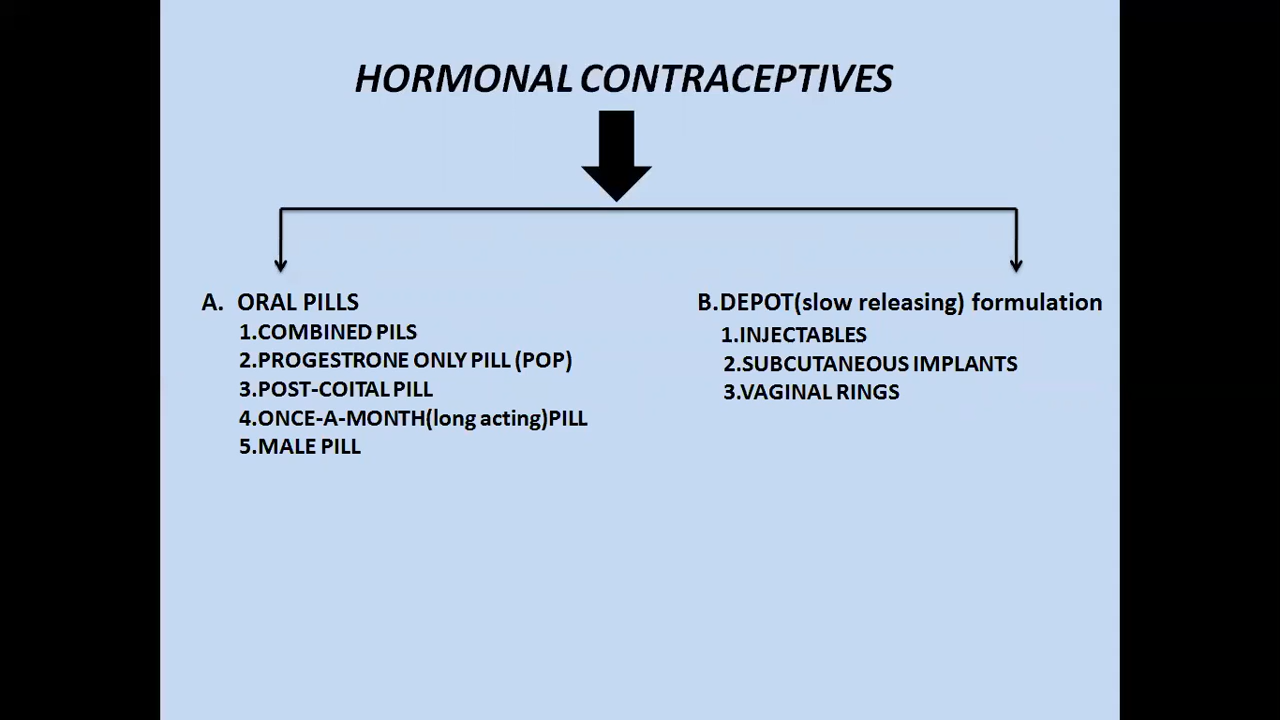 HORMONAL CONTRACEPTIVES
A. ORAL PILLS
1.COMBINED PILS
2.PROGESTRONE ONLY PILL (POP)
3.POST-COITAL PILL
4.ONCE-A-MONTH(long acting)PILL
5.MALE PILL
B.DEPOT(slow releasing) formulation
1.INJECTABLES
2.SUBCUTANEOUS IMPLANTS
3.VAGINAL RINGS